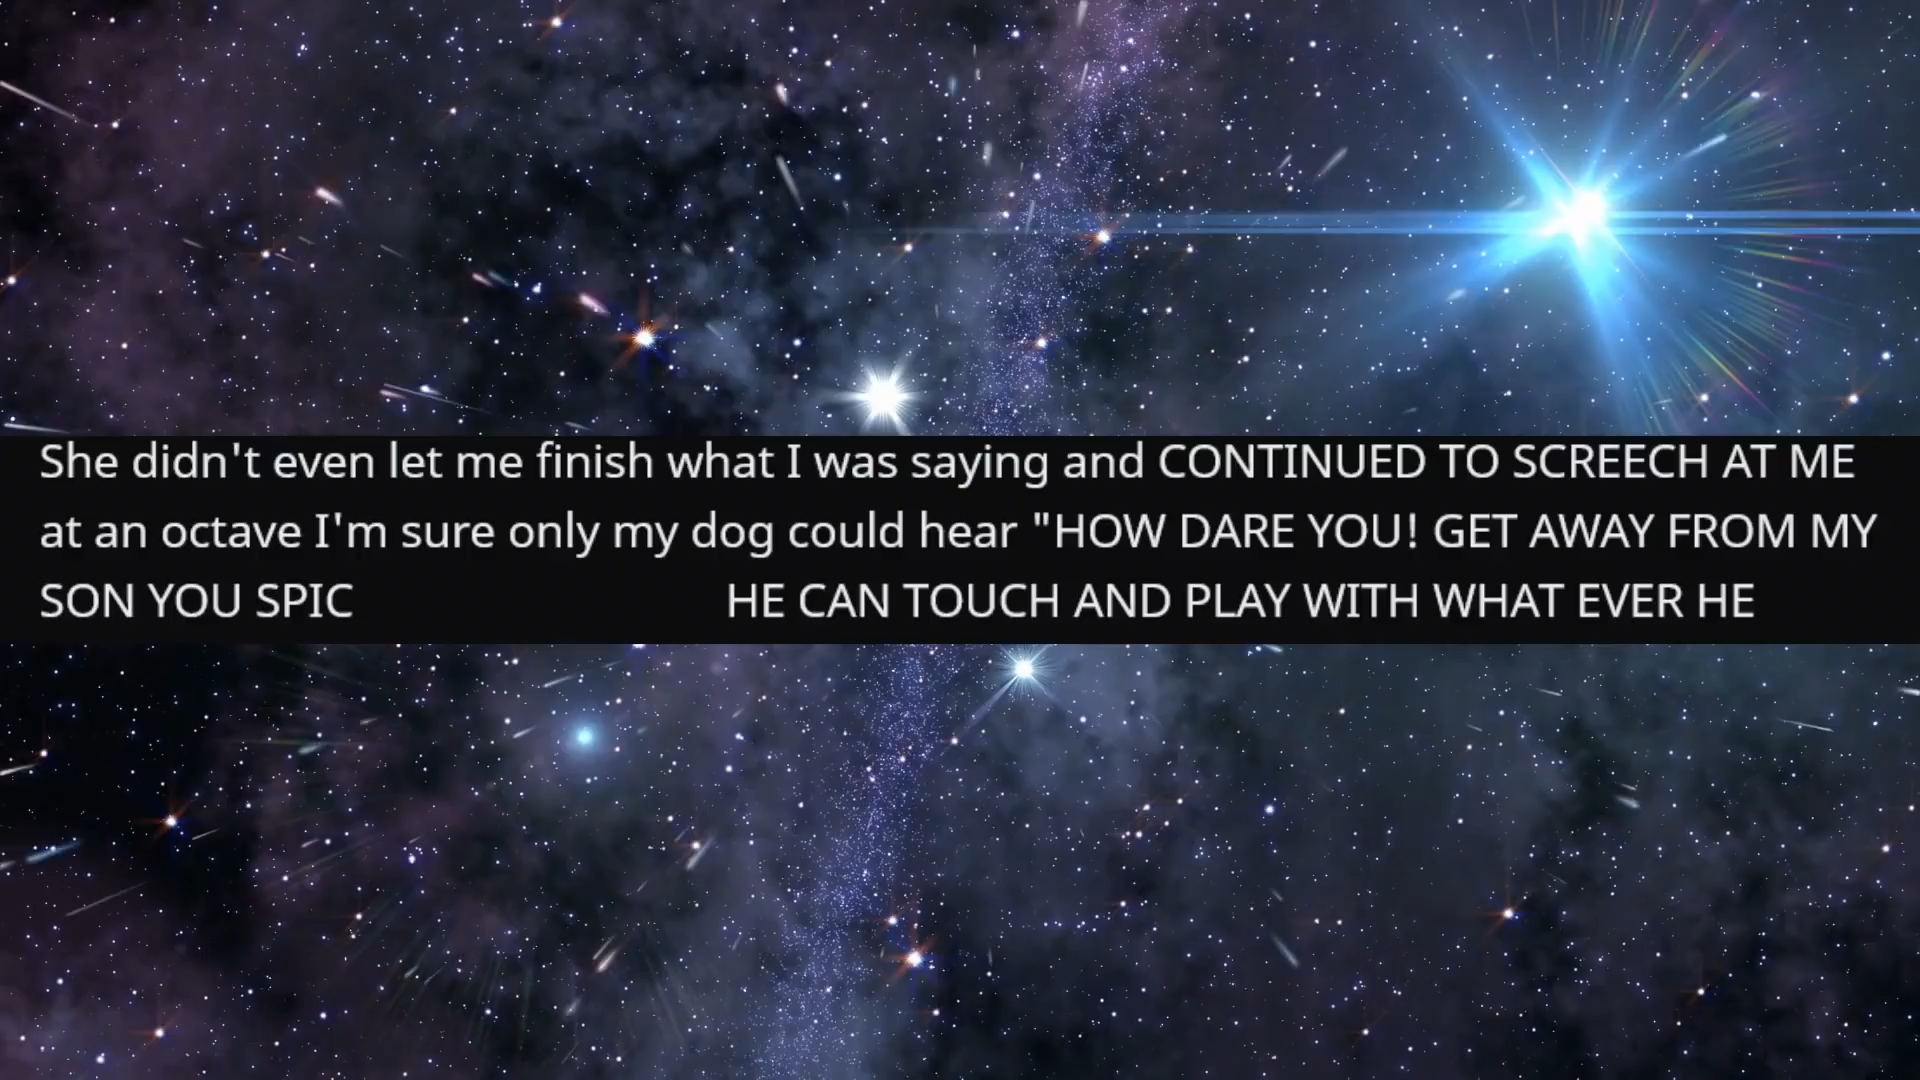 She didn't even let me finish what I was saying and CONTINUED TO SCREECH AT ME
at an octave I'm sure only my dog could hear "HOW DARE YOU! GET AWAY FROM MY
SON YOU SPIC HE CAN TOUCH AND PLAY WITH WHAT EVER HE